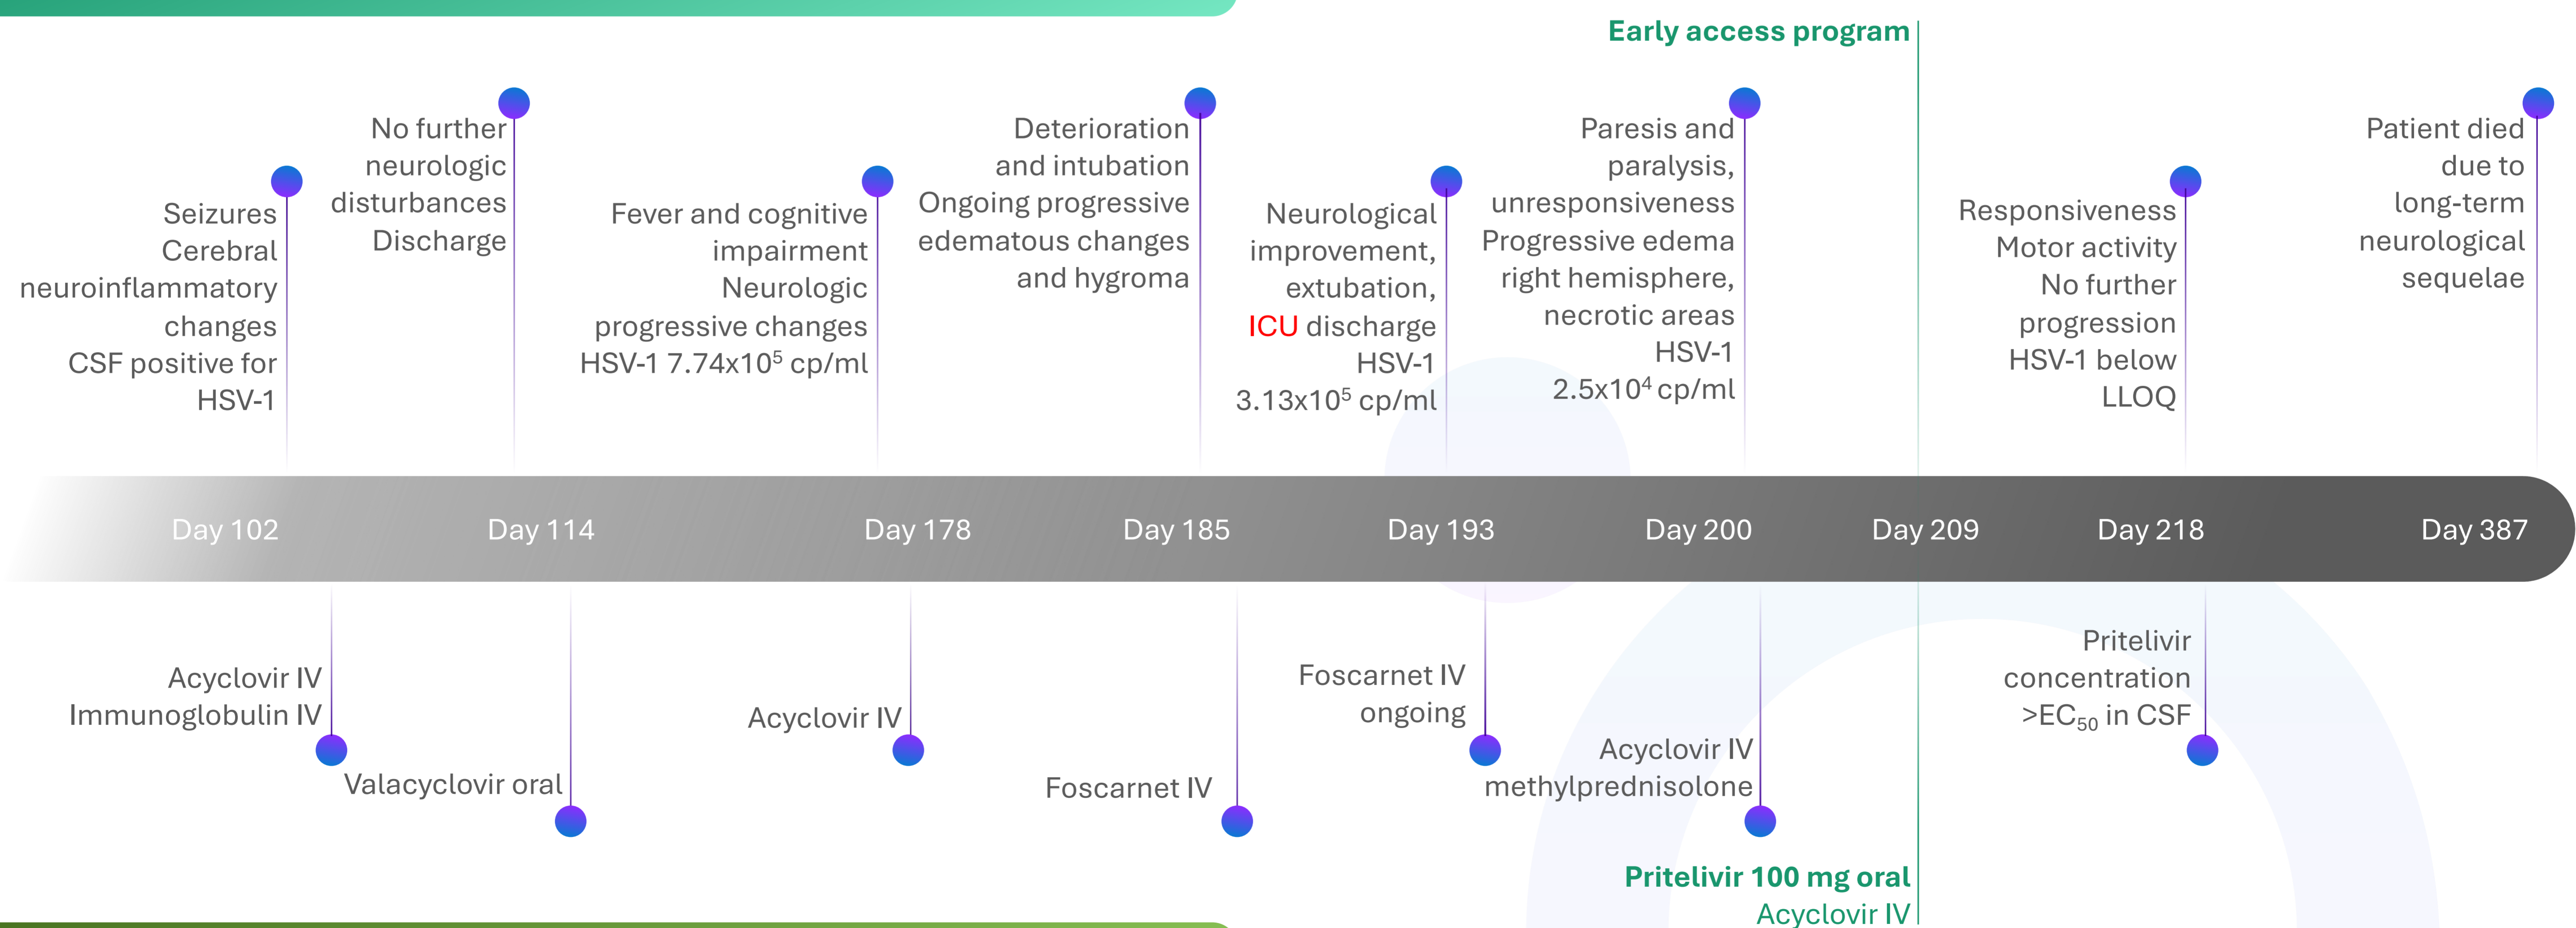 Early access program
Seizures
Cerebral
neuroinflammatory
changes
CSF positive for
HSV-1
No further
neurologic
disturbances
Discharge
Fever and cognitive
impairment
Neurologic
progressive changes
HSV-1 7.74x10⁵ cp/ml
Deterioration
and intubation
Ongoing progressive
edematous changes
and hygroma
Neurological
improvement,
extubation,
ICU discharge
HSV-1
3.13x10⁵ cp/ml
Paresis and
paralysis,
unresponsiveness
Progressive edema
right hemisphere,
necrotic areas
HSV-1
2.5x10⁴ cp/ml
Responsiveness
Motor activity
No further
progression
HSV-1 below
LLOQ
Patient died
due to
long-term
neurological
sequelae
Day 102
Day 114
Day 178
Day 185
Day 193
Day 200
Day 209
Day 218
Day 387
Acyclovir IV
Immunoglobulin IV
Valacyclovir oral
Acyclovir IV
Foscarnet IV
Foscarnet IV
ongoing
Acyclovir IV
methylprednisolone
Pritelivir 100 mg oral
Acyclovir IV
Pritelivir
concentration
>EC₅₀ in CSF